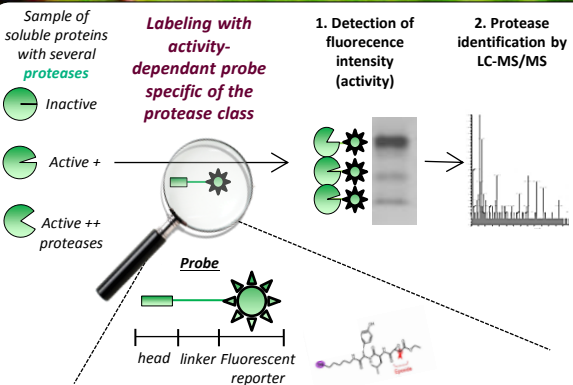 Sample of
soluble proteins
with several
proteases
Inactive
Active +
Active ++
proteases
Labeling with
activity-
dependant probe
specific of the
protease class
1. Detection of
fluorecence
intensity
(activity)
2. Protease
identification by
LC-MS/MS
Probe
head linker Fluorescent
reporter